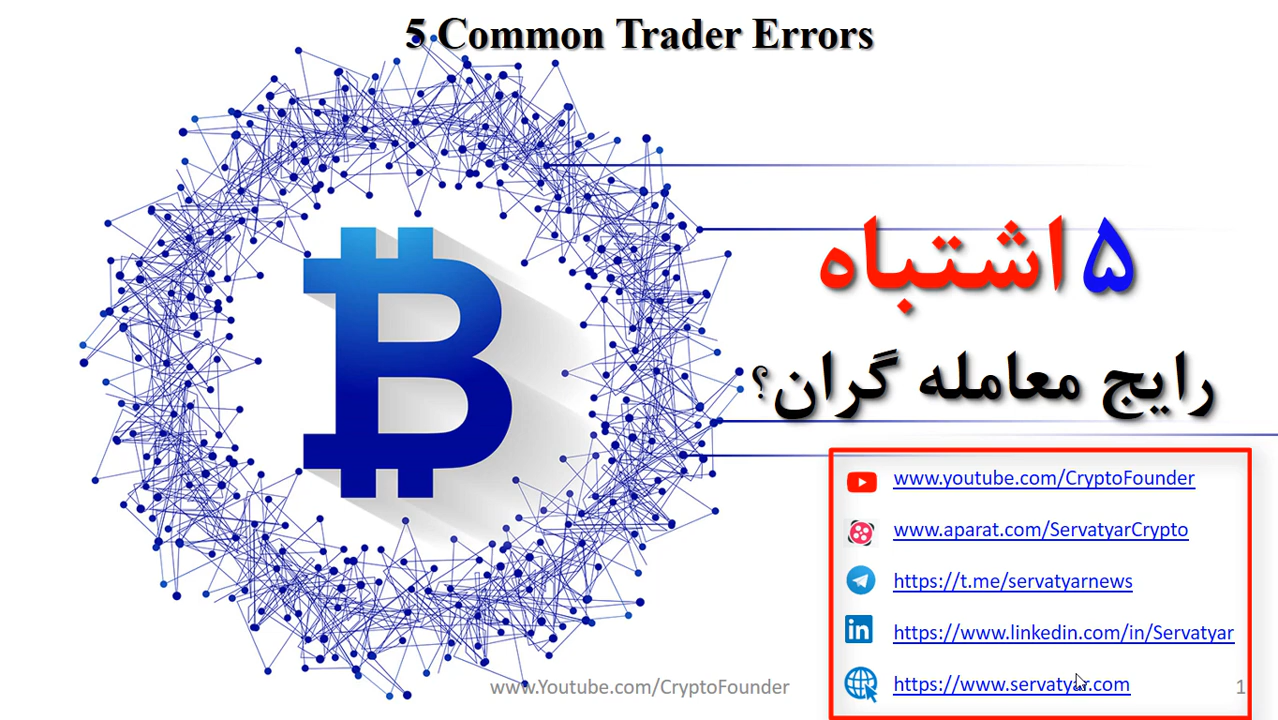 5 Common Trader Errors
۵ اشتباه
رایج معامله گران؟
www.youtube.com/CryptoFounder
www.aparat.com/ServatyarCrypto
https://t.me/servatyarnews
https://www.linkedin.com/in/Servatyar
https://www.servatyar.com
www.Youtube.com/CryptoFounder
1